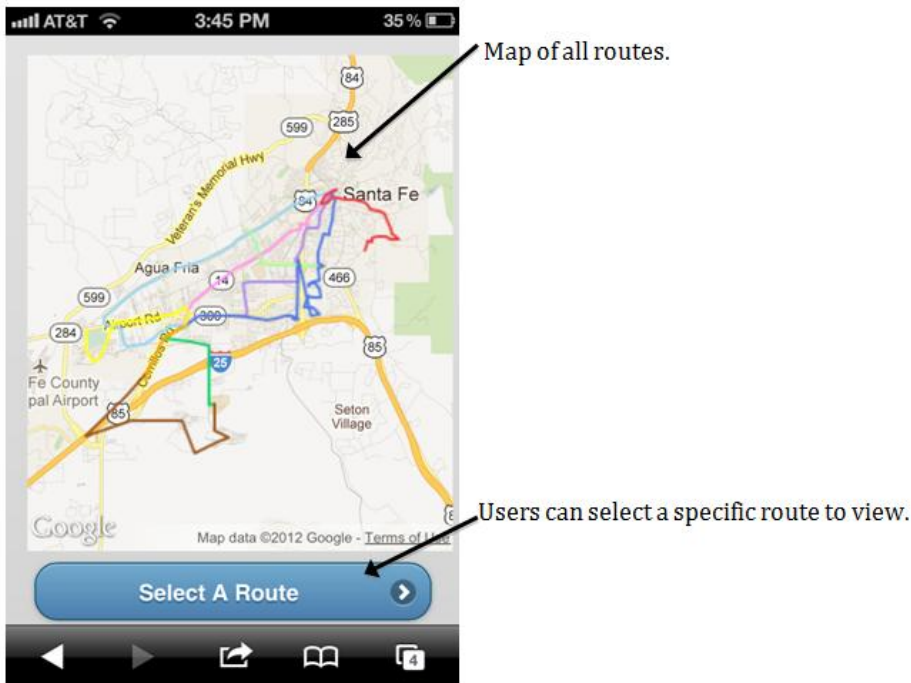 AT&T 3:45 PM 35%
Map of all routes.
84
599 285
Veteran's Memorial Hwy
84 Santa Fe
Agua Fria
14 466
599
284 Airport Rd 300
Cerrillos Rd
25 85
Fe County
pal Airport
85
Seton
Village
Users can select a specific route to view.
Google
Map data ©2012 Google - Terms of Use
Select A Route
4